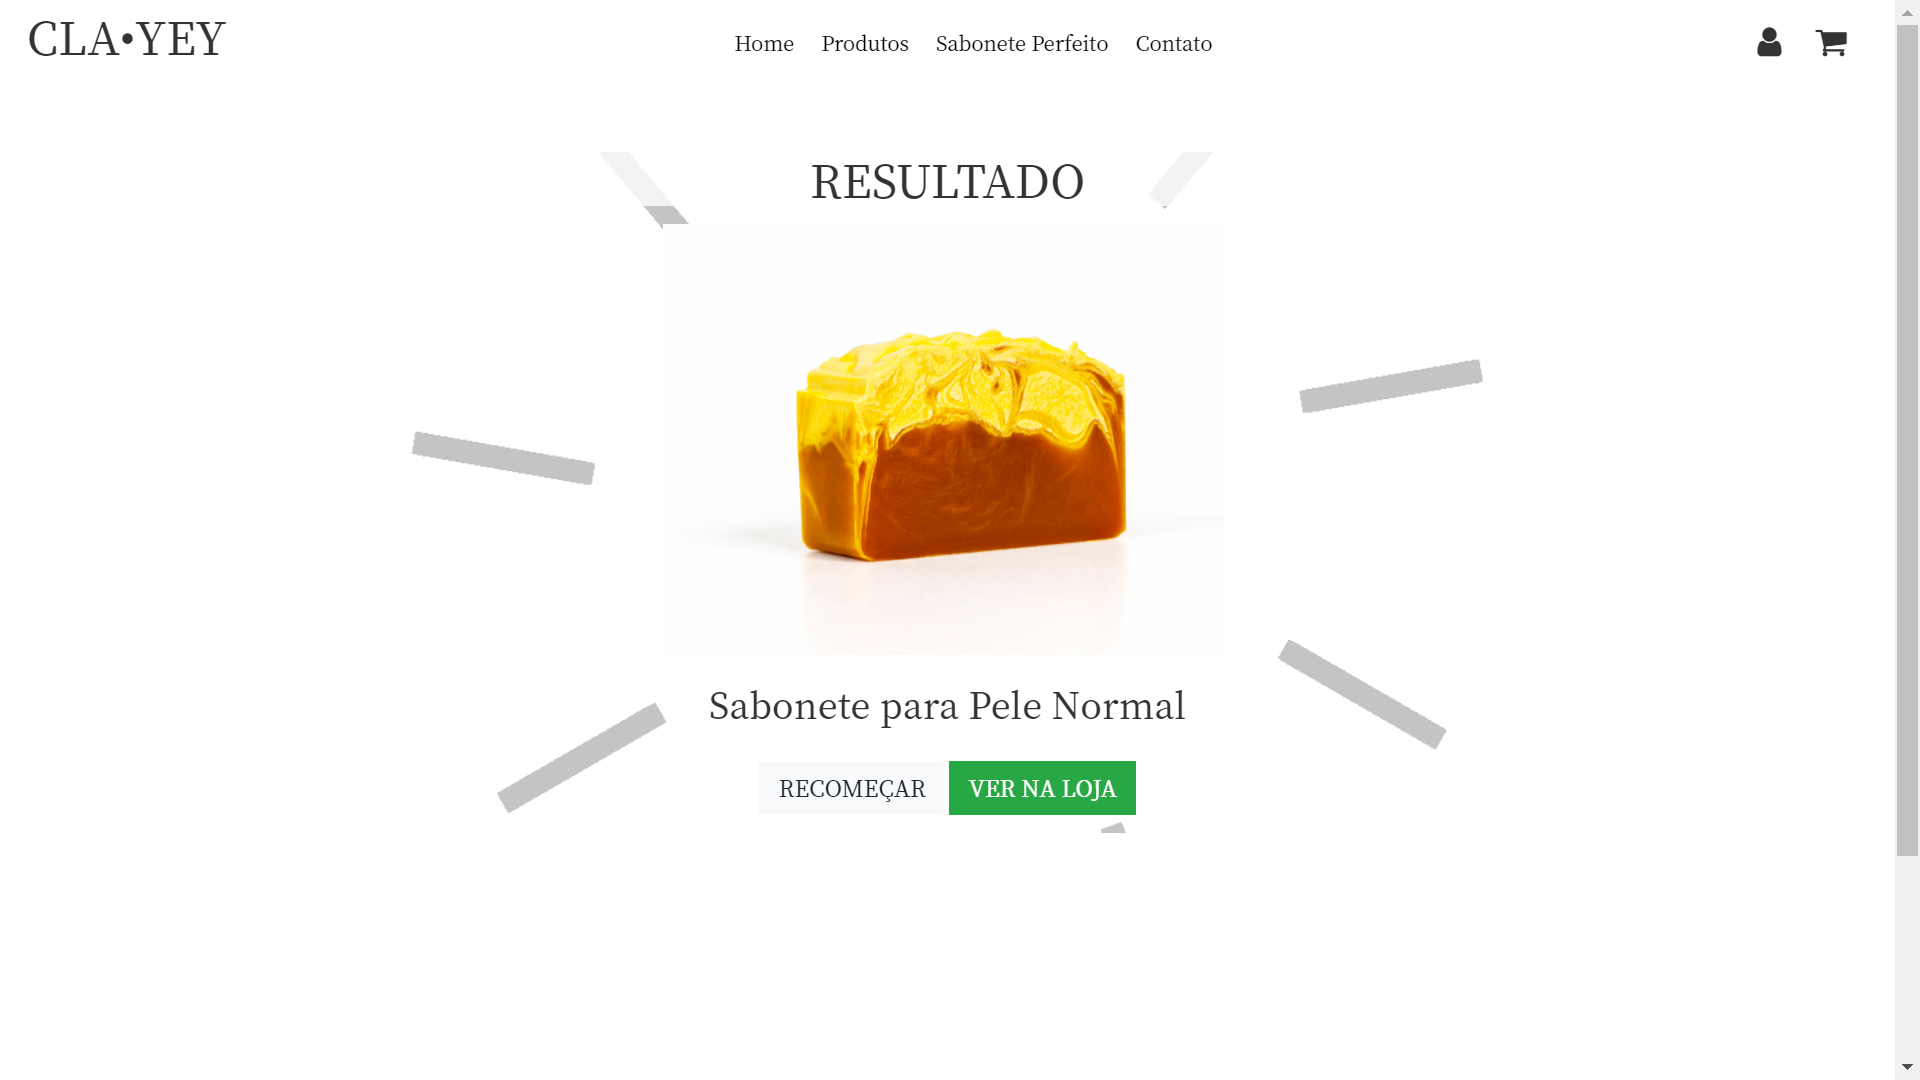 CLA•YEY
Home Produtos Sabonete Perfeito Contato
RESULTADO
Sabonete para Pele Normal
RECOMEÇAR VER NA LOJA